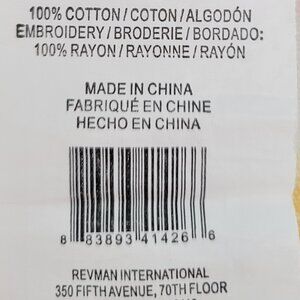 100% COTTON/COTON/ALGODÓN
EMBROIDERY/BRODERIE/BORDADO:
100% RAYON/RAYONNE/RAYÓN
MADE IN CHINA
FABRIQUÉ EN CHINE
HECHO EN CHINA
8 83893 41426 6
REVMAN INTERNATIONAL
350 FIFTH AVENUE, 70TH FLOOR